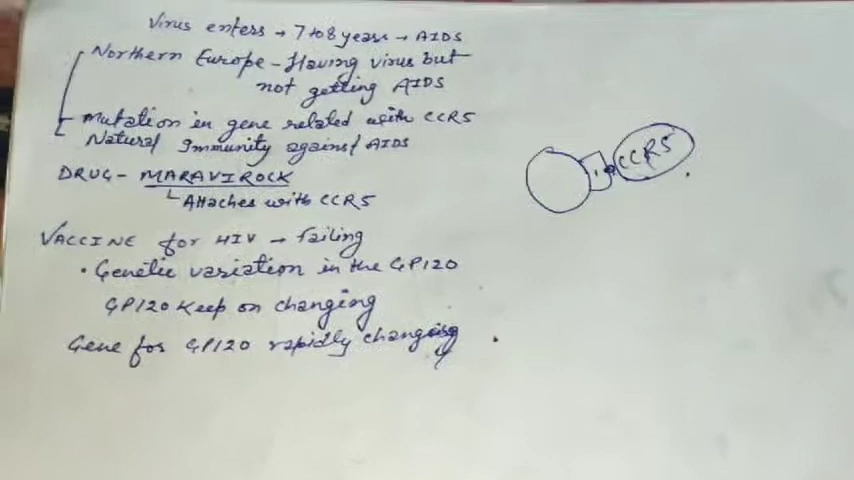 Virus enters → 7 to 8 years → AIDS
Northern Europe - Having virus but
not getting AIDS
Mutation in gene related with CCR5
Natural Immunity against AIDS
DRUG - MARAVIROCK
Attaches with CCR5
CCR5
VACCINE for HIV → failing
• Genetic variation in the GP120
GP120 Keep on changing
Gene for GP120 rapidly changing